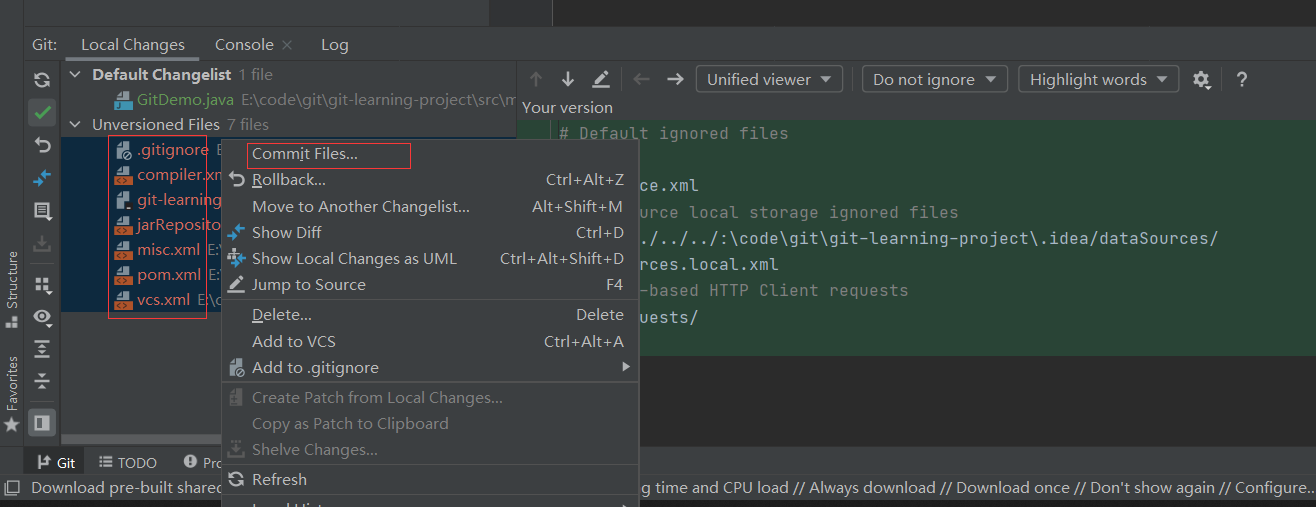 Git: Local Changes Console Log
Default Changelist 1 file
GitDemo.java E:\code\git\git-learning-project\src\m
Unversioned Files 7 files
.gitignore
compiler.xm
git-learning
jarReposito
misc.xml E:
pom.xml E:\
vcs.xml E:\c
Commit Files...
Rollback... Ctrl+Alt+Z
Move to Another Changelist... Alt+Shift+M
Show Diff Ctrl+D
Show Local Changes as UML Ctrl+Alt+Shift+D
Jump to Source F4
Delete... Delete
Add to VCS Ctrl+Alt+A
Add to .gitignore
Create Patch from Local Changes...
Copy as Patch to Clipboard
Shelve Changes...
Refresh
Unified viewer Do not ignore Highlight words ?
Your version
# Default ignored files
ce.xml
urce local storage ignored files
./../../:\code\git\git-learning-project\.idea/dataSources/
rces.local.xml
-based HTTP Client requests
uests/
Structure
Favorites
Git TODO Pro
Download pre-built shared
g time and CPU load // Always download // Download once // Don't show again // Configure...